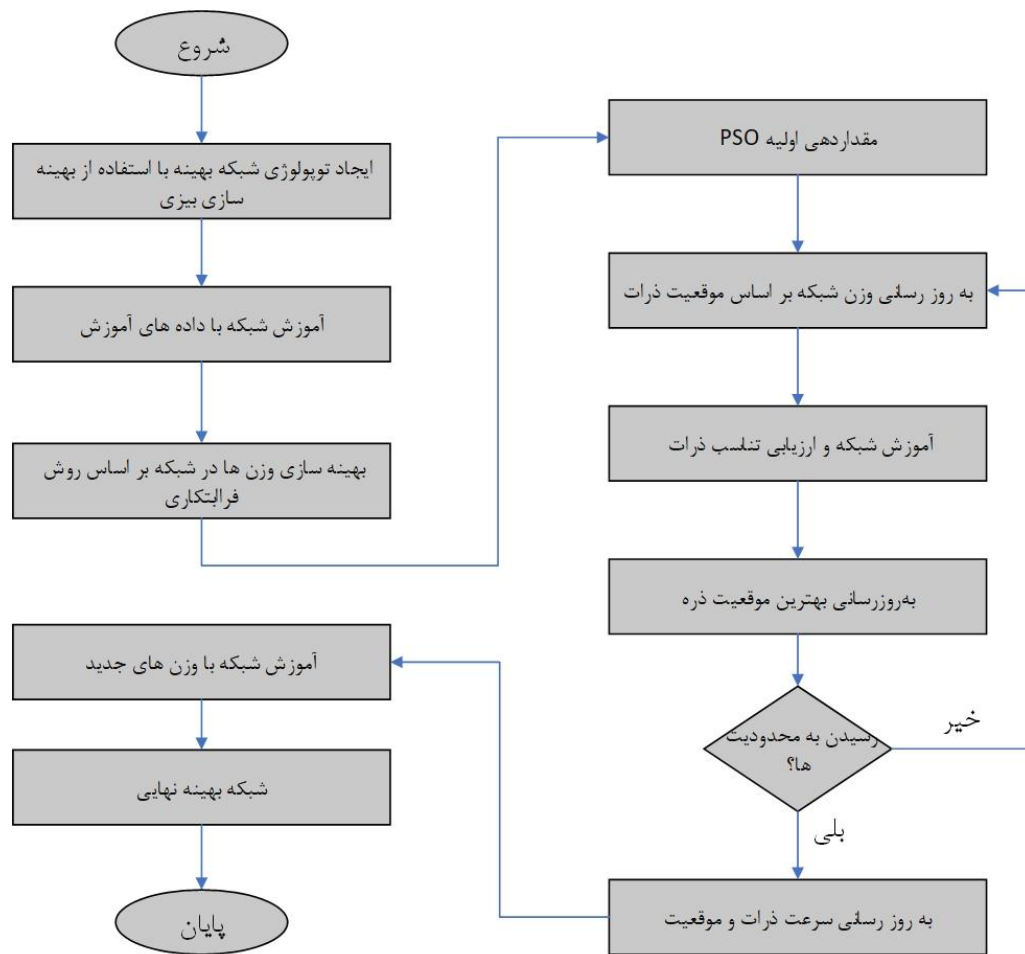 شروع
ایجاد توپولوژی شبکه بهینه با استفاده از بهینه
سازی بیزی
آموزش شبکه با داده های آموزش
بهینه سازی وزن ها در شبکه بر اساس روش
فراابتکاری
مقداردهی اولیه PSO
به روز رسانی وزن شبکه بر اساس موقعیت ذرات
آموزش شبکه و ارزیابی تناسب ذرات
به‌روزرسانی بهترین موقعیت ذره
رسیدن به محدودیت
ها؟
خیر
بلی
به روز رسانی سرعت ذرات و موقعیت
آموزش شبکه با وزن های جدید
شبکه بهینه نهایی
پایان